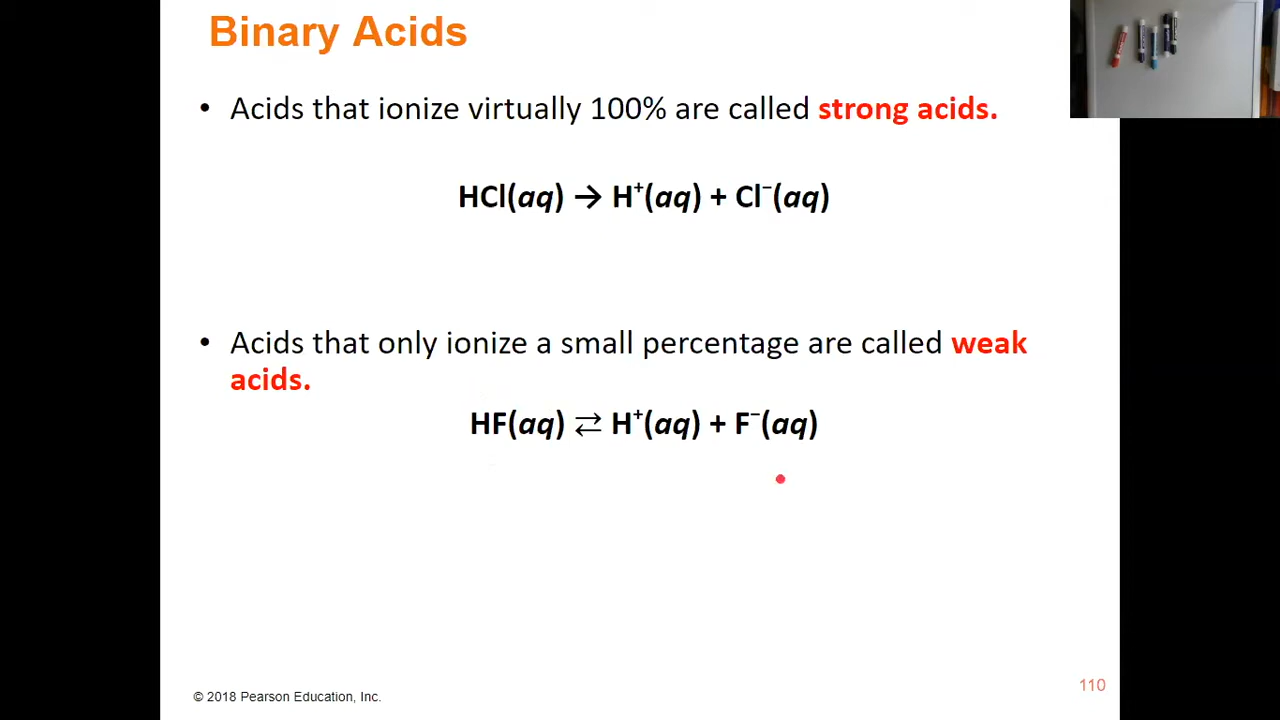 Binary Acids
• Acids that ionize virtually 100% are called strong acids.
HCl(aq) → H⁺(aq) + Cl⁻(aq)
• Acids that only ionize a small percentage are called weak
acids.
HF(aq) ⇄ H⁺(aq) + F⁻(aq)
© 2018 Pearson Education, Inc.
110